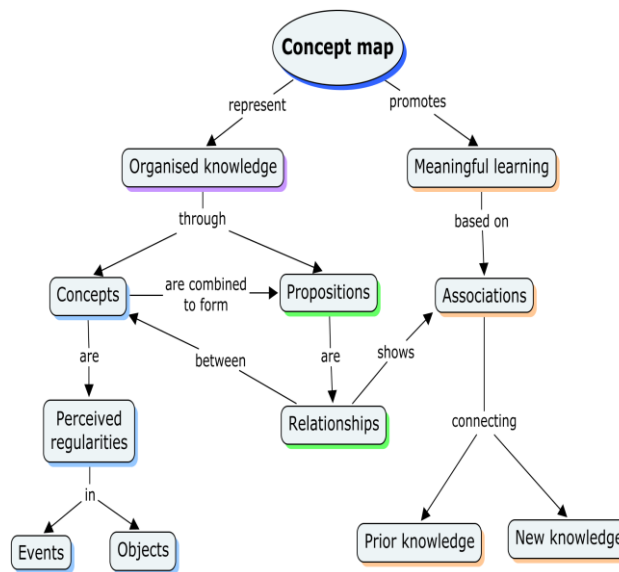 Concept map
represent
promotes
Organised knowledge
Meaningful learning
through
based on
Concepts
are combined
to form
Propositions
Associations
are
between
are
shows
Perceived
regularities
Relationships
connecting
in
Events
Objects
Prior knowledge
New knowledge